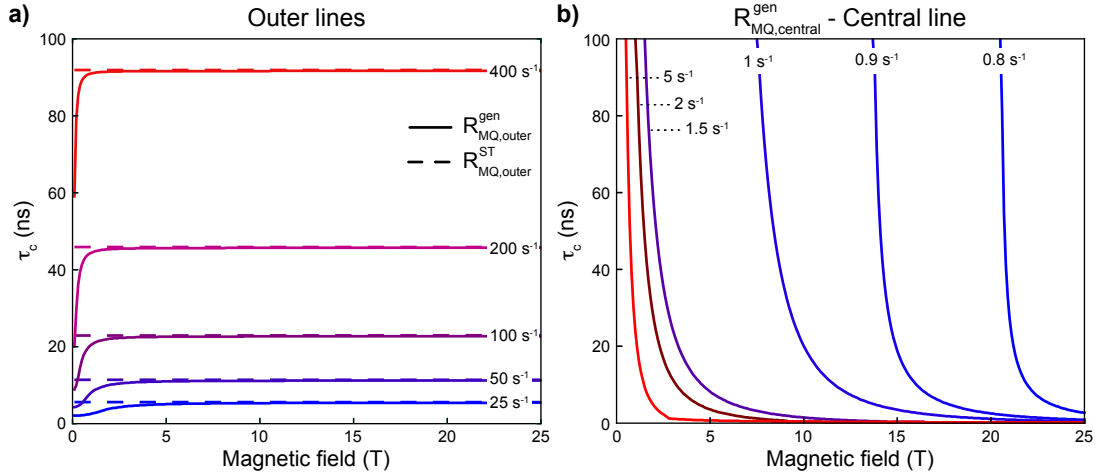 a) Outer lines
100
80
60
40
20
0
τc (ns)
400 s⁻¹
200 s⁻¹
100 s⁻¹
50 s⁻¹
25 s⁻¹
R^gen_MQ,outer
R^ST_MQ,outer
0 5 10 15 20 25
Magnetic field (T)
b) R^gen_MQ,central - Central line
100
80
60
40
20
0
τc (ns)
5 s⁻¹
2 s⁻¹
1.5 s⁻¹
1 s⁻¹ 0.9 s⁻¹ 0.8 s⁻¹
0 5 10 15 20 25
Magnetic field (T)